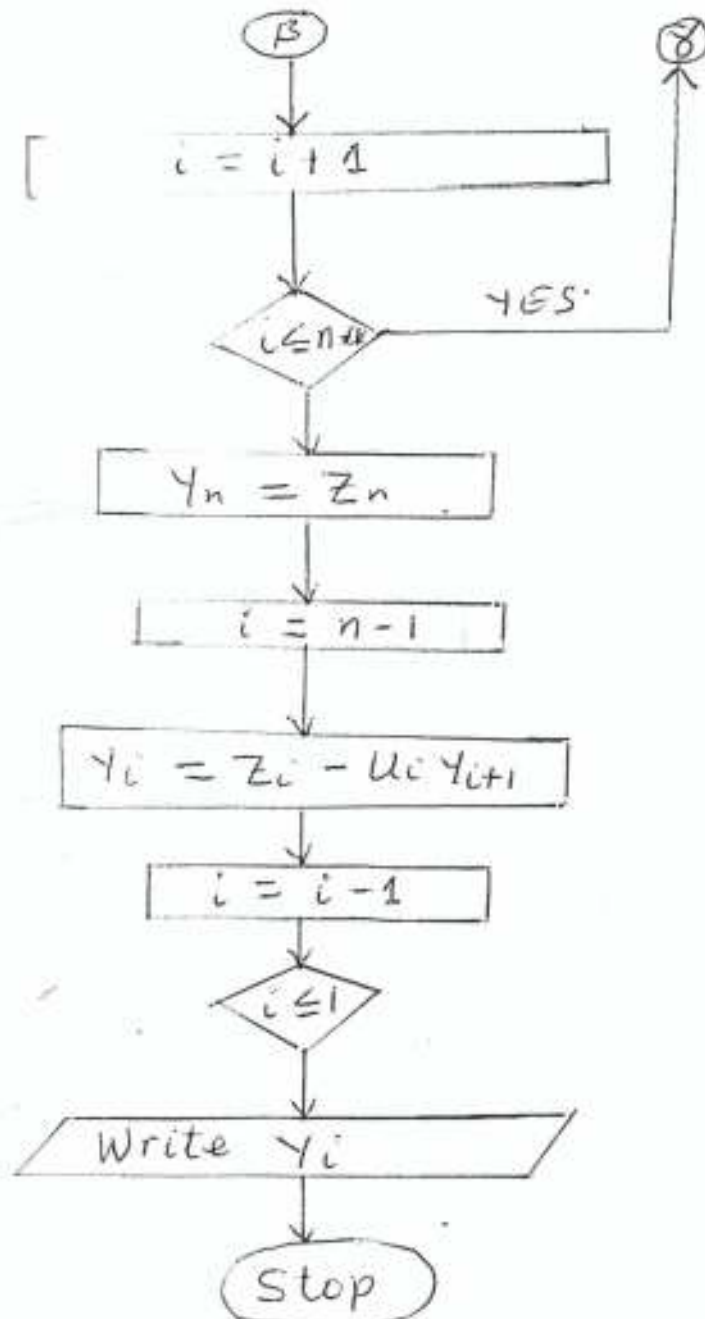 β γ
i = i + 1
YES
i ≤ n
Yn = Zn
i = n - 1
Yi = Zi - Ui Yi+1
i = i - 1
i ≤ 1
Write Yi
Stop